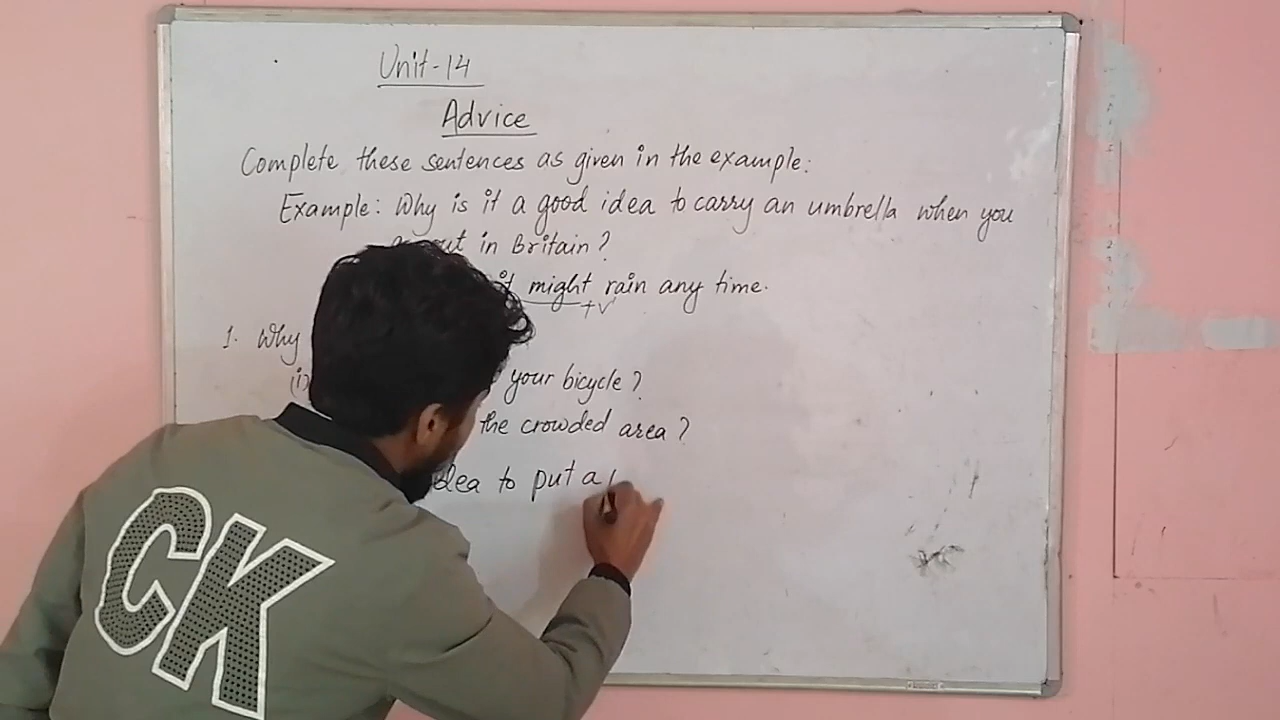 Unit-14
Advice
Complete these sentences as given in the example:
Example: Why is it a good idea to carry an umbrella when you
out in Britain?
it might rain any time.
+V
1. Why
(i) your bicycle?
the crowded area?
idea to put a
CK